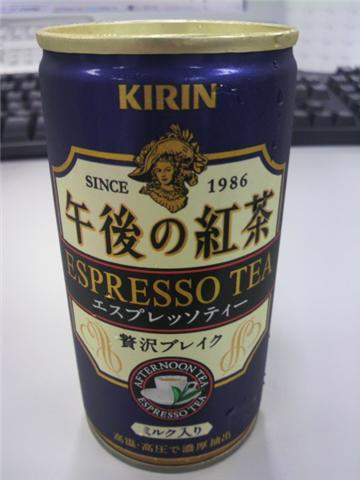 KIRIN
SINCE 1986
午後の紅茶
ESPRESSO TEA
エスプレッソティー
贅沢ブレイク
AFTERNOON TEA
ESPRESSO TEA
ミルク入り
高温・高圧で濃厚抽出